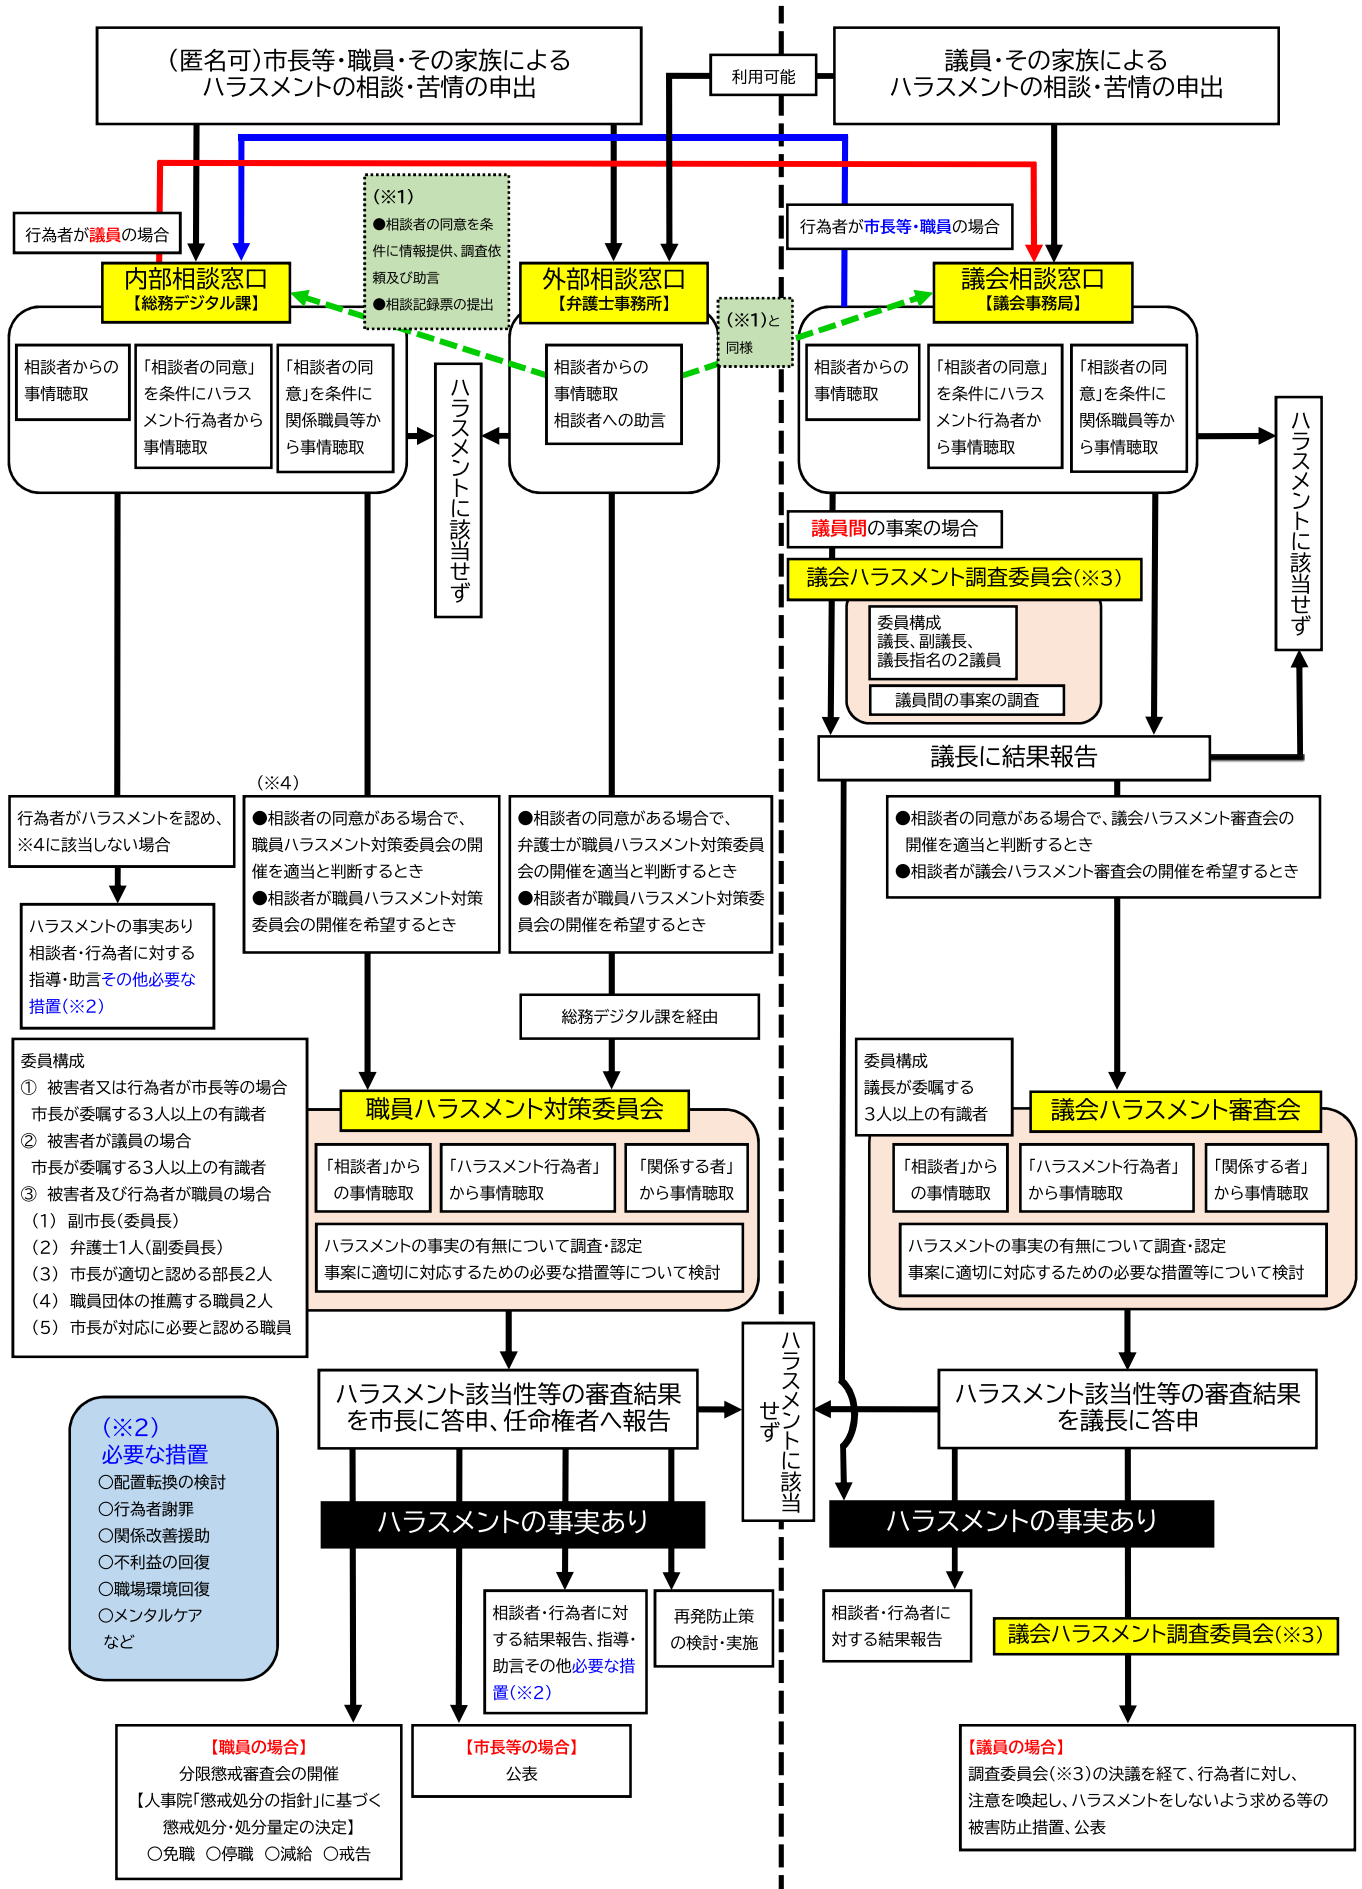 （匿名可）市長等・職員・その家族による
ハラスメントの相談・苦情の申出
利用可能
議員・その家族による
ハラスメントの相談・苦情の申出
行為者が議員の場合
（※1）
●相談者の同意を条
件に情報提供、調査依
頼及び助言
●相談記録票の提出
行為者が市長等・職員の場合
内部相談窓口
【総務デジタル課】
外部相談窓口
【弁護士事務所】
議会相談窓口
【議会事務局】
（※1）と
同様
相談者からの
事情聴取
「相談者の同意」
を条件にハラス
メント行為者から
事情聴取
「相談者の同
意」を条件に
関係職員等か
ら事情聴取
ハラスメントに該当せず
相談者からの
事情聴取
相談者への助言
相談者からの
事情聴取
「相談者の同意」
を条件にハラス
メント行為者か
ら事情聴取
「相談者の同
意」を条件に
関係職員等か
ら事情聴取
ハラスメントに該当せず
議員間の事案の場合
議会ハラスメント調査委員会（※3）
委員構成
議長、副議長、
議長指名の2議員
議員間の事案の調査
議長に結果報告
行為者がハラスメントを認め、
※4に該当しない場合
（※4）
●相談者の同意がある場合で、
職員ハラスメント対策委員会の開
催を適当と判断するとき
●相談者が職員ハラスメント対策
委員会の開催を希望するとき
●相談者の同意がある場合で、
弁護士が職員ハラスメント対策委員
会の開催を適当と判断するとき
●相談者が職員ハラスメント対策委
員会の開催を希望するとき
●相談者の同意がある場合で、議会ハラスメント審査会の
開催を適当と判断するとき
●相談者が議会ハラスメント審査会の開催を希望するとき
ハラスメントの事実あり
相談者・行為者に対する
指導・助言その他必要な
措置（※2）
総務デジタル課を経由
委員構成
① 被害者又は行為者が市長等の場合
市長が委嘱する3人以上の有識者
② 被害者が議員の場合
市長が委嘱する3人以上の有識者
③ 被害者及び行為者が職員の場合
（1） 副市長（委員長）
（2） 弁護士1人（副委員長）
（3） 市長が適切と認める部長2人
（4） 職員団体の推薦する職員2人
（5） 市長が対応に必要と認める職員
職員ハラスメント対策委員会
「相談者」から
の事情聴取
「ハラスメント行為者」
から事情聴取
「関係する者」
から事情聴取
ハラスメントの事実の有無について調査・認定
事案に適切に対応するための必要な措置等について検討
委員構成
議長が委嘱する
3人以上の有識者
議会ハラスメント審査会
「相談者」から
の事情聴取
「ハラスメント行為者」
から事情聴取
「関係する者」
から事情聴取
ハラスメントの事実の有無について調査・認定
事案に適切に対応するための必要な措置等について検討
ハラスメント該当性等の審査結果
を市長に答申、任命権者へ報告
ハラスメントに該当
せず
ハラスメント該当性等の審査結果
を議長に答申
（※2）
必要な措置
○配置転換の検討
○行為者謝罪
○関係改善援助
○不利益の回復
○職場環境回復
○メンタルケア
など
ハラスメントの事実あり
ハラスメントの事実あり
相談者・行為者に対
する結果報告、指導・
助言その他必要な措
置（※2）
再発防止策
の検討・実施
相談者・行為者に
対する結果報告
議会ハラスメント調査委員会（※3）
【職員の場合】
分限懲戒審査会の開催
【人事院「懲戒処分の指針」に基づく
懲戒処分・処分量定の決定】
○免職 ○停職 ○減給 ○戒告
【市長等の場合】
公表
【議員の場合】
調査委員会（※3）の決議を経て、行為者に対し、
注意を喚起し、ハラスメントをしないよう求める等の
被害防止措置、公表